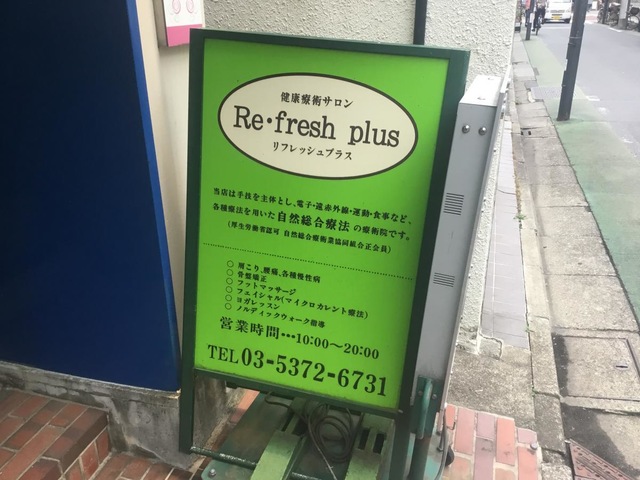 健康療術サロン
Re・fresh plus
リフレッシュプラス
当店は手技を主体とし、電子・遠赤外線・運動・食事など、
各種療法を用いた自然総合療法の療術院です。
(厚生労働省認可 自然総合療術業協同組合正会員)
○ 肩こり、腰痛、各種慢性病
○ 骨盤矯正
○ フットマッサージ
○ フェイシャル(マイクロカレント療法)
○ ヨガレッスン
○ ノルディックウォーク指導
営業時間・・・10:00〜20:00
TEL 03-5372-6731